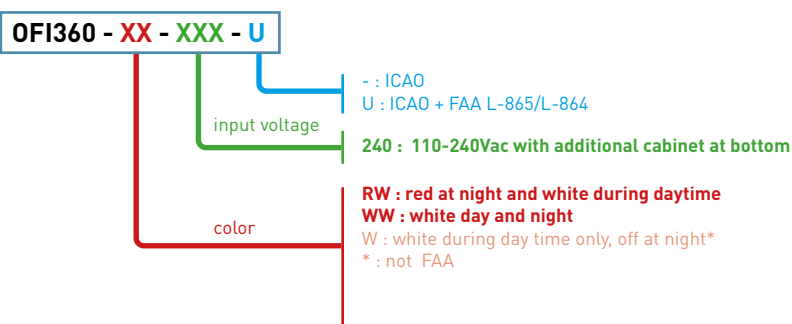 OFI360 - XX - XXX - U
- : ICAO
U : ICAO + FAA L-865/L-864
input voltage
240 : 110-240Vac with additional cabinet at bottom
RW : red at night and white during daytime
WW : white day and night
color
W : white during day time only, off at night*
* : not FAA